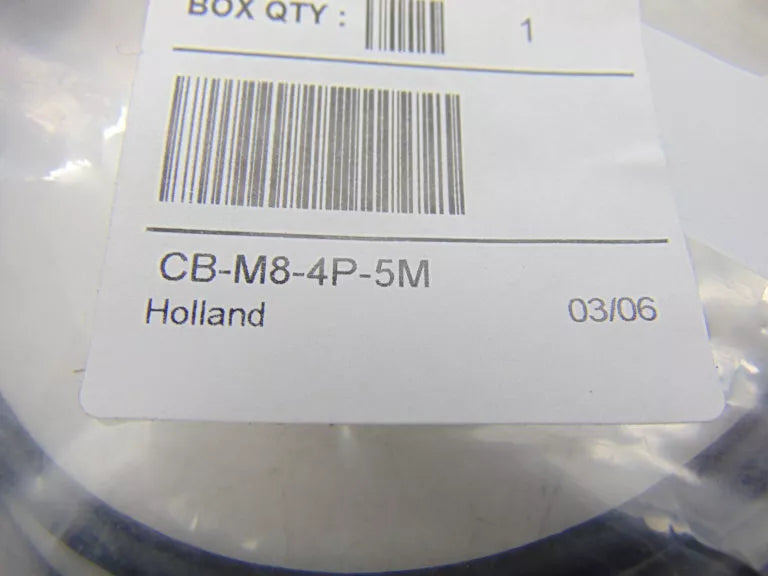 BOX QTY : 1
CB-M8-4P-5M
Holland 03/06